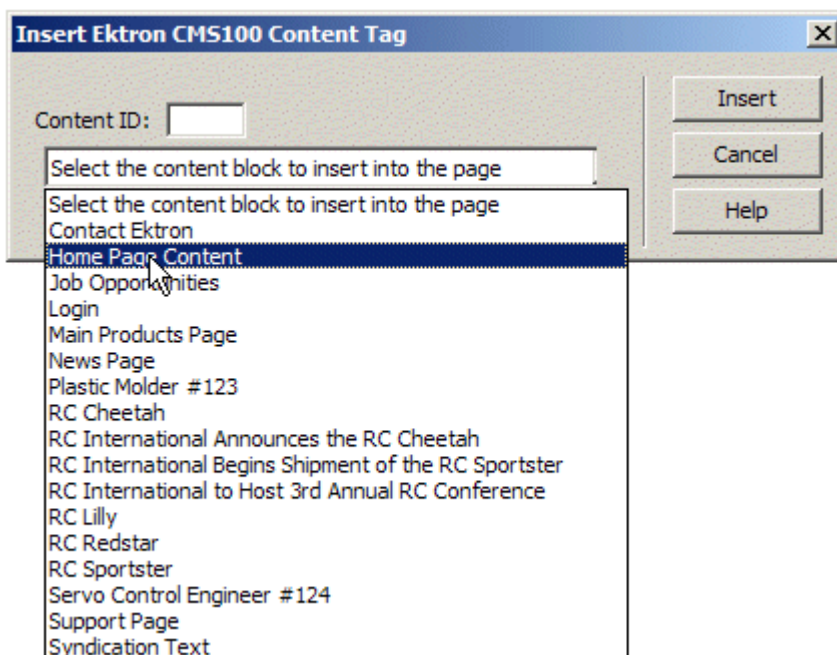 Insert Ektron CMS100 Content Tag
Content ID:
Insert
Cancel
Help
Select the content block to insert into the page
Select the content block to insert into the page
Contact Ektron
Home Page Content
Job Opportunities
Login
Main Products Page
News Page
Plastic Molder #123
RC Cheetah
RC International Announces the RC Cheetah
RC International Begins Shipment of the RC Sportster
RC International to Host 3rd Annual RC Conference
RC Lilly
RC Redstar
RC Sportster
Servo Control Engineer #124
Support Page
Syndication Text